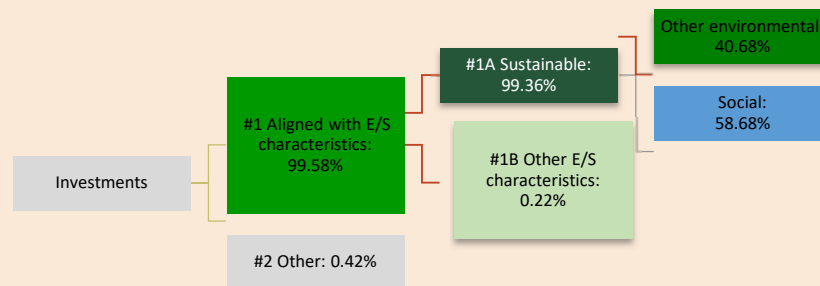 Investments
#1 Aligned with E/S
characteristics:
99.58%
#2 Other: 0.42%
#1A Sustainable:
99.36%
#1B Other E/S
characteristics:
0.22%
Other environmental
40.68%
Social:
58.68%